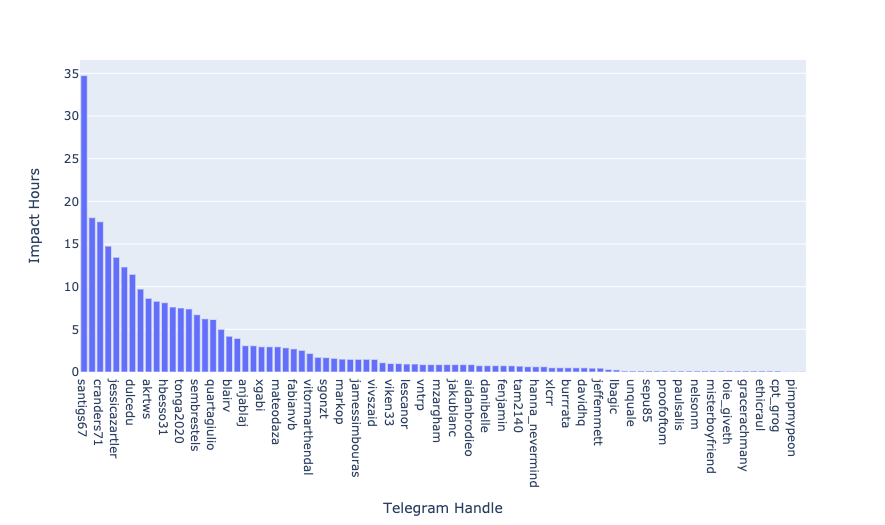 35
30
25
20
15
10
5
0
Impact Hours
santigs67
cranders71
jessicazartler
dulcedu
akrtws
hbesso31
tonga2020
sembrestels
quartagiulio
blairv
anjablaj
xgabi
mateodaza
fabianvb
vitormarthendal
sgonzt
markop
jamessimbouras
vivszaid
viken33
lescanor
vntrp
mzargham
jakublanc
aidanbrodieo
danibelle
fenjamin
tam2140
hanna_nevermind
xlcrr
burrrata
davidhq
jeffemmett
lbagic
unquale
sepu85
proofoftom
paulsalis
nelsonm
misterboyfriend
loie_giveth
gracerachmany
ethicraul
cpt_grog
pimpmypeon
Telegram Handle